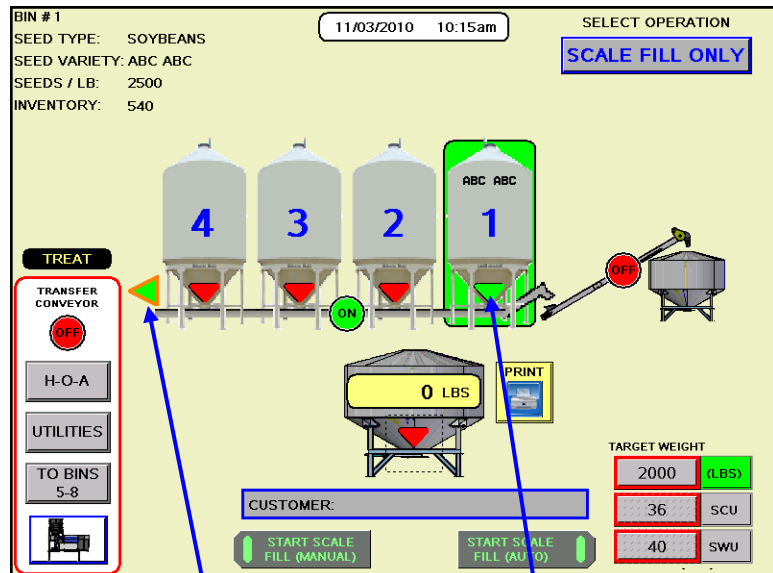 BIN # 1
SEED TYPE: SOYBEANS
SEED VARIETY: ABC ABC
SEEDS / LB: 2500
INVENTORY: 540
11/03/2010 10:15am
SELECT OPERATION
SCALE FILL ONLY
ABC ABC
4
3
2
1
TREAT
TRANSFER
CONVEYOR
OFF
H-O-A
UTILITIES
TO BINS
5-8
ON
OFF
0 LBS
PRINT
CUSTOMER:
START SCALE
FILL (MANUAL)
START SCALE
FILL (AUTO)
TARGET WEIGHT
2000 (LBS)
36 SCU
40 SWU